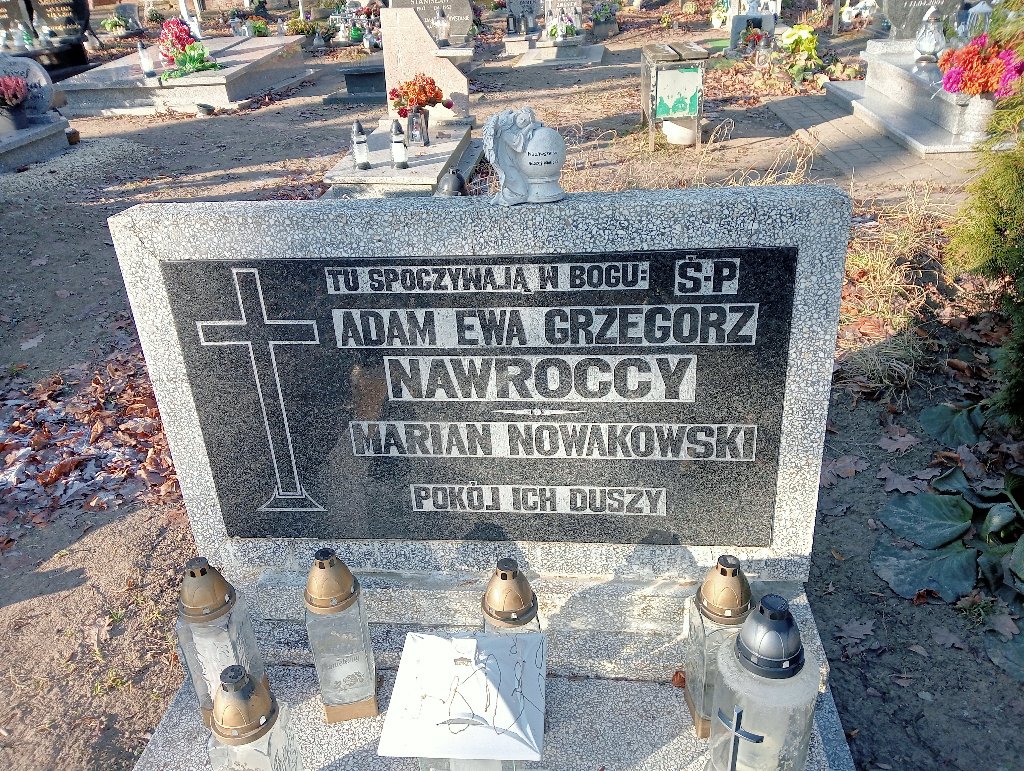 TU SPOCZYWAJĄ W BOGU: Ś-P
ADAM EWA GRZEGORZ
NAWROCCY
MARIAN NOWAKOWSKI
POKÓJ ICH DUSZY